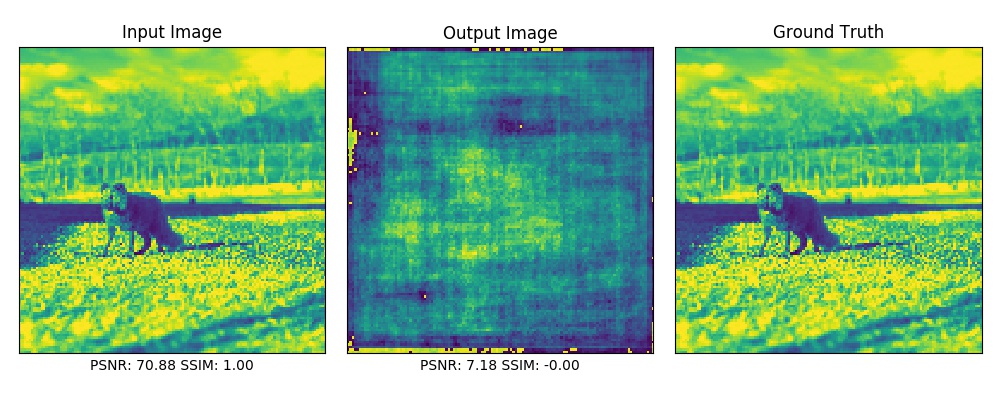 Input Image
Output Image
Ground Truth
PSNR: 70.88 SSIM: 1.00
PSNR: 7.18 SSIM: -0.00